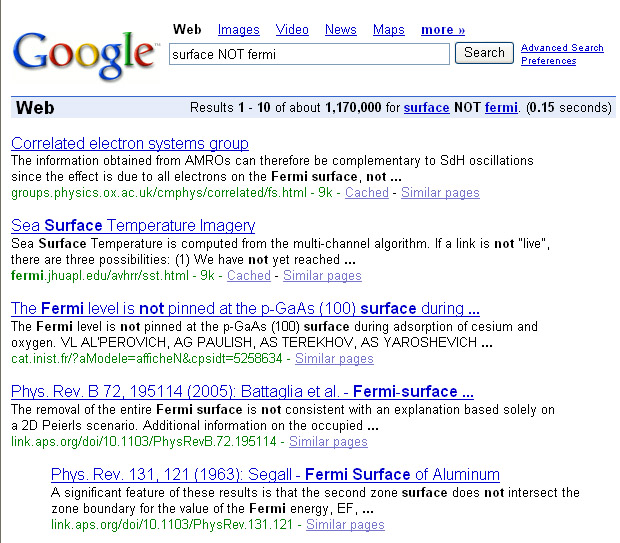 Web Images Video News Maps more »
Google™
surface NOT fermi Search Advanced Search
Preferences
Web Results 1 - 10 of about 1,170,000 for surface NOT fermi. (0.15 seconds)
Correlated electron systems group
The information obtained from AMROs can therefore be complementary to SdH oscillations
since the effect is due to all electrons on the Fermi surface, not ...
groups.physics.ox.ac.uk/cmphys/correlated/fs.html - 9k - Cached - Similar pages
Sea Surface Temperature Imagery
Sea Surface Temperature is computed from the multi-channel algorithm. If a link is not "live",
there are three possibilities: (1) We have not yet reached ...
fermi.jhuapl.edu/avhrr/sst.html - 9k - Cached - Similar pages
The Fermi level is not pinned at the p-GaAs (100) surface during ...
The Fermi level is not pinned at the p-GaAs (100) surface during adsorption of cesium and
oxygen. VL AL'PEROVICH, AG PAULISH, AS TEREKHOV, AS YAROSHEVICH ...
cat.inist.fr/?aModele=afficheN&cpsidt=5258634 - Similar pages
Phys. Rev. B 72, 195114 (2005): Battaglia et al. - Fermi-surface ...
The removal of the entire Fermi surface is not consistent with an explanation based solely on
a 2D Peierls scenario. Additional information on the occupied ...
link.aps.org/doi/10.1103/PhysRevB.72.195114 - Similar pages
Phys. Rev. 131, 121 (1963): Segall - Fermi Surface of Aluminum
A significant feature of these results is that the second zone surface does not intersect the
zone boundary for the value of the Fermi energy, EF, ...
link.aps.org/doi/10.1103/PhysRev.131.121 - Similar pages